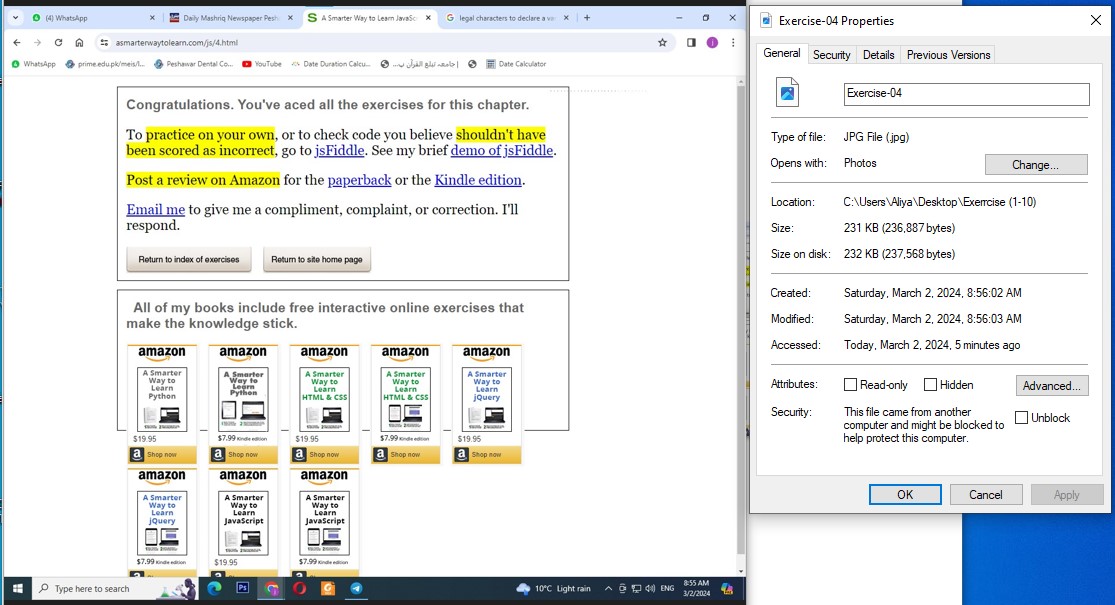 (4) WhatsApp
Daily Mashriq Newspaper Pesh
A Smarter Way to Learn JavaSc
legal characters to declare a va
asmarterwaytolearn.com/js/4.html
WhatsApp
prime.edu.pk/meis/l...
Peshawar Dental Co...
YouTube
Date Duration Calcu...
جامعہ تبلغ القرآن پ... |
Date Calculator
Congratulations. You've aced all the exercises for this chapter.
To practice on your own, or to check code you believe shouldn't have
been scored as incorrect, go to jsFiddle. See my brief demo of jsFiddle.
Post a review on Amazon for the paperback or the Kindle edition.
Email me to give me a compliment, complaint, or correction. I'll
respond.
Return to index of exercises
Return to site home page
All of my books include free interactive online exercises that
make the knowledge stick.
amazon
A Smarter
Way to
Learn
Python
$19.95
Shop now
amazon
A Smarter
Way to
Learn
Python
$7.99 Kindle edition
Shop now
amazon
A Smarter
Way to
Learn
HTML & CSS
$19.95
Shop now
amazon
A Smarter
Way to
Learn
HTML & CSS
$7.99 Kindle edition
Shop now
amazon
A Smarter
Way to
Learn
jQuery
$19.95
Shop now
amazon
A Smarter
Way to
Learn
jQuery
$7.99 Kindle edition
amazon
A Smarter
Way to
Learn
JavaScript
$19.95
amazon
A Smarter
Way to
Learn
JavaScript
$7.99 Kindle edition
Type here to search
Ps
10°C Light rain
ENG
8:55 AM
3/2/2024
Exercise-04 Properties
General
Security
Details
Previous Versions
Exercise-04
Type of file: JPG File (.jpg)
Opens with: Photos
Change...
Location: C:\Users\Aliya\Desktop\Exerrcise (1-10)
Size: 231 KB (236,887 bytes)
Size on disk: 232 KB (237,568 bytes)
Created: Saturday, March 2, 2024, 8:56:02 AM
Modified: Saturday, March 2, 2024, 8:56:03 AM
Accessed: Today, March 2, 2024, 5 minutes ago
Attributes: Read-only Hidden
Advanced...
Security: This file came from another
computer and might be blocked to
help protect this computer.
Unblock
OK
Cancel
Apply